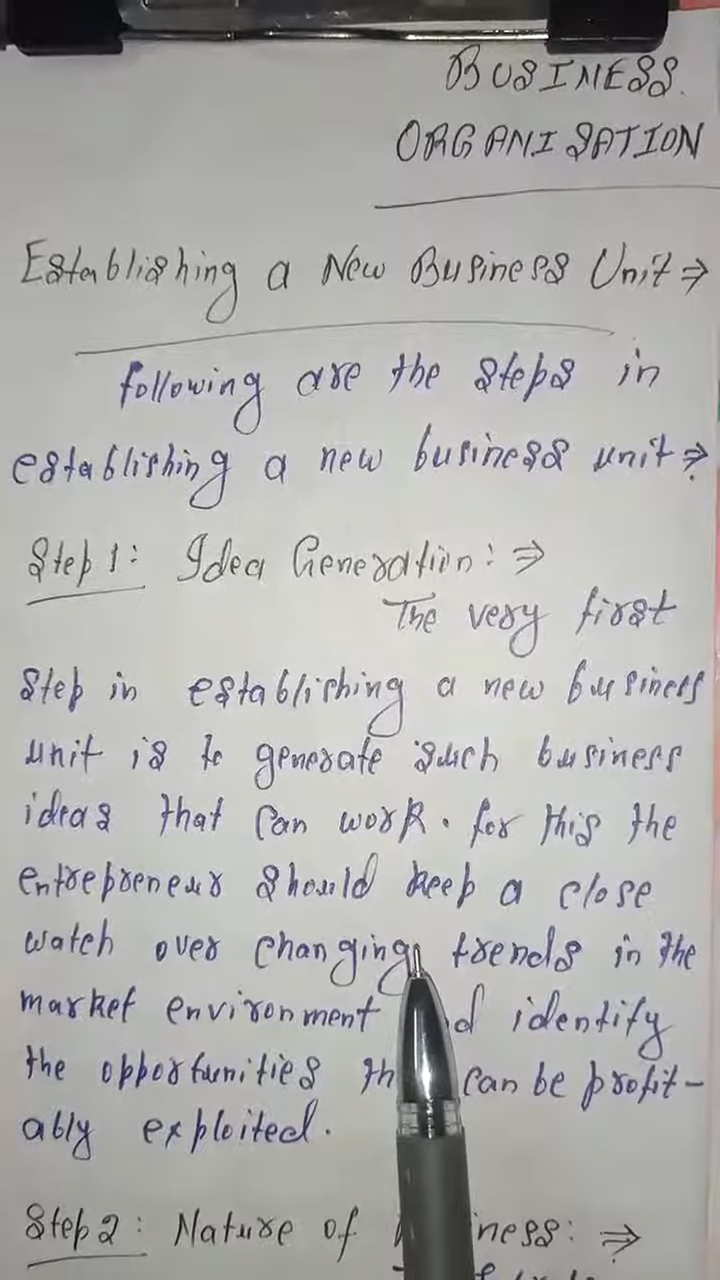 BUSINESS
ORGANISATION
Establishing a New Business Unit ⇒
following are the steps in
establishing a new business unit ⇒
Step 1: Idea Generation: ⇒
The very first
Step in establishing a new business
unit is to generate such business
ideas that can work. for this the
entrepreneur should keep a close
watch over changing trends in the
market environment d identify
the opportunities th can be profit-
ably exploited.
Step 2: Nature of iness: ⇒